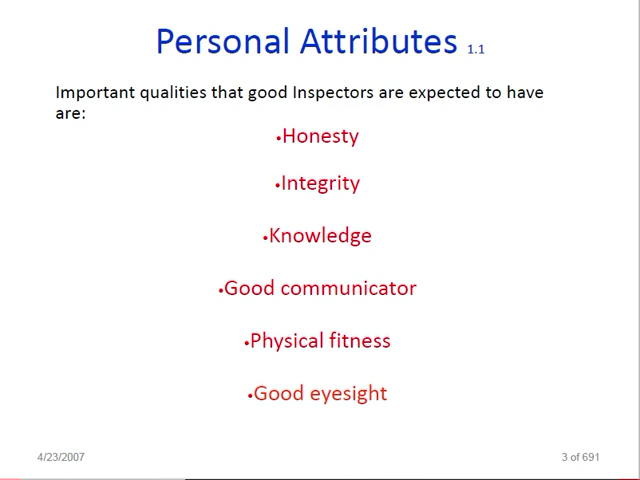 Personal Attributes 1.1
Important qualities that good Inspectors are expected to have
are:
•Honesty
•Integrity
•Knowledge
•Good communicator
•Physical fitness
•Good eyesight
4/23/2007
3 of 691